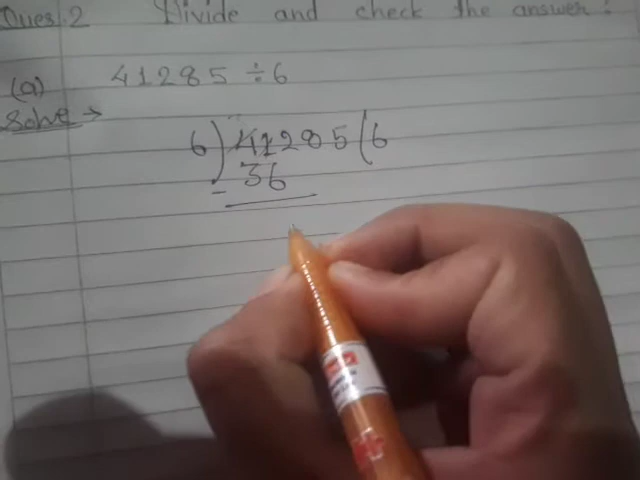 Ques.2 Divide and check the answer:
(a) 41285 ÷ 6
Solve →
6 ) 41285 ( 6
- 36